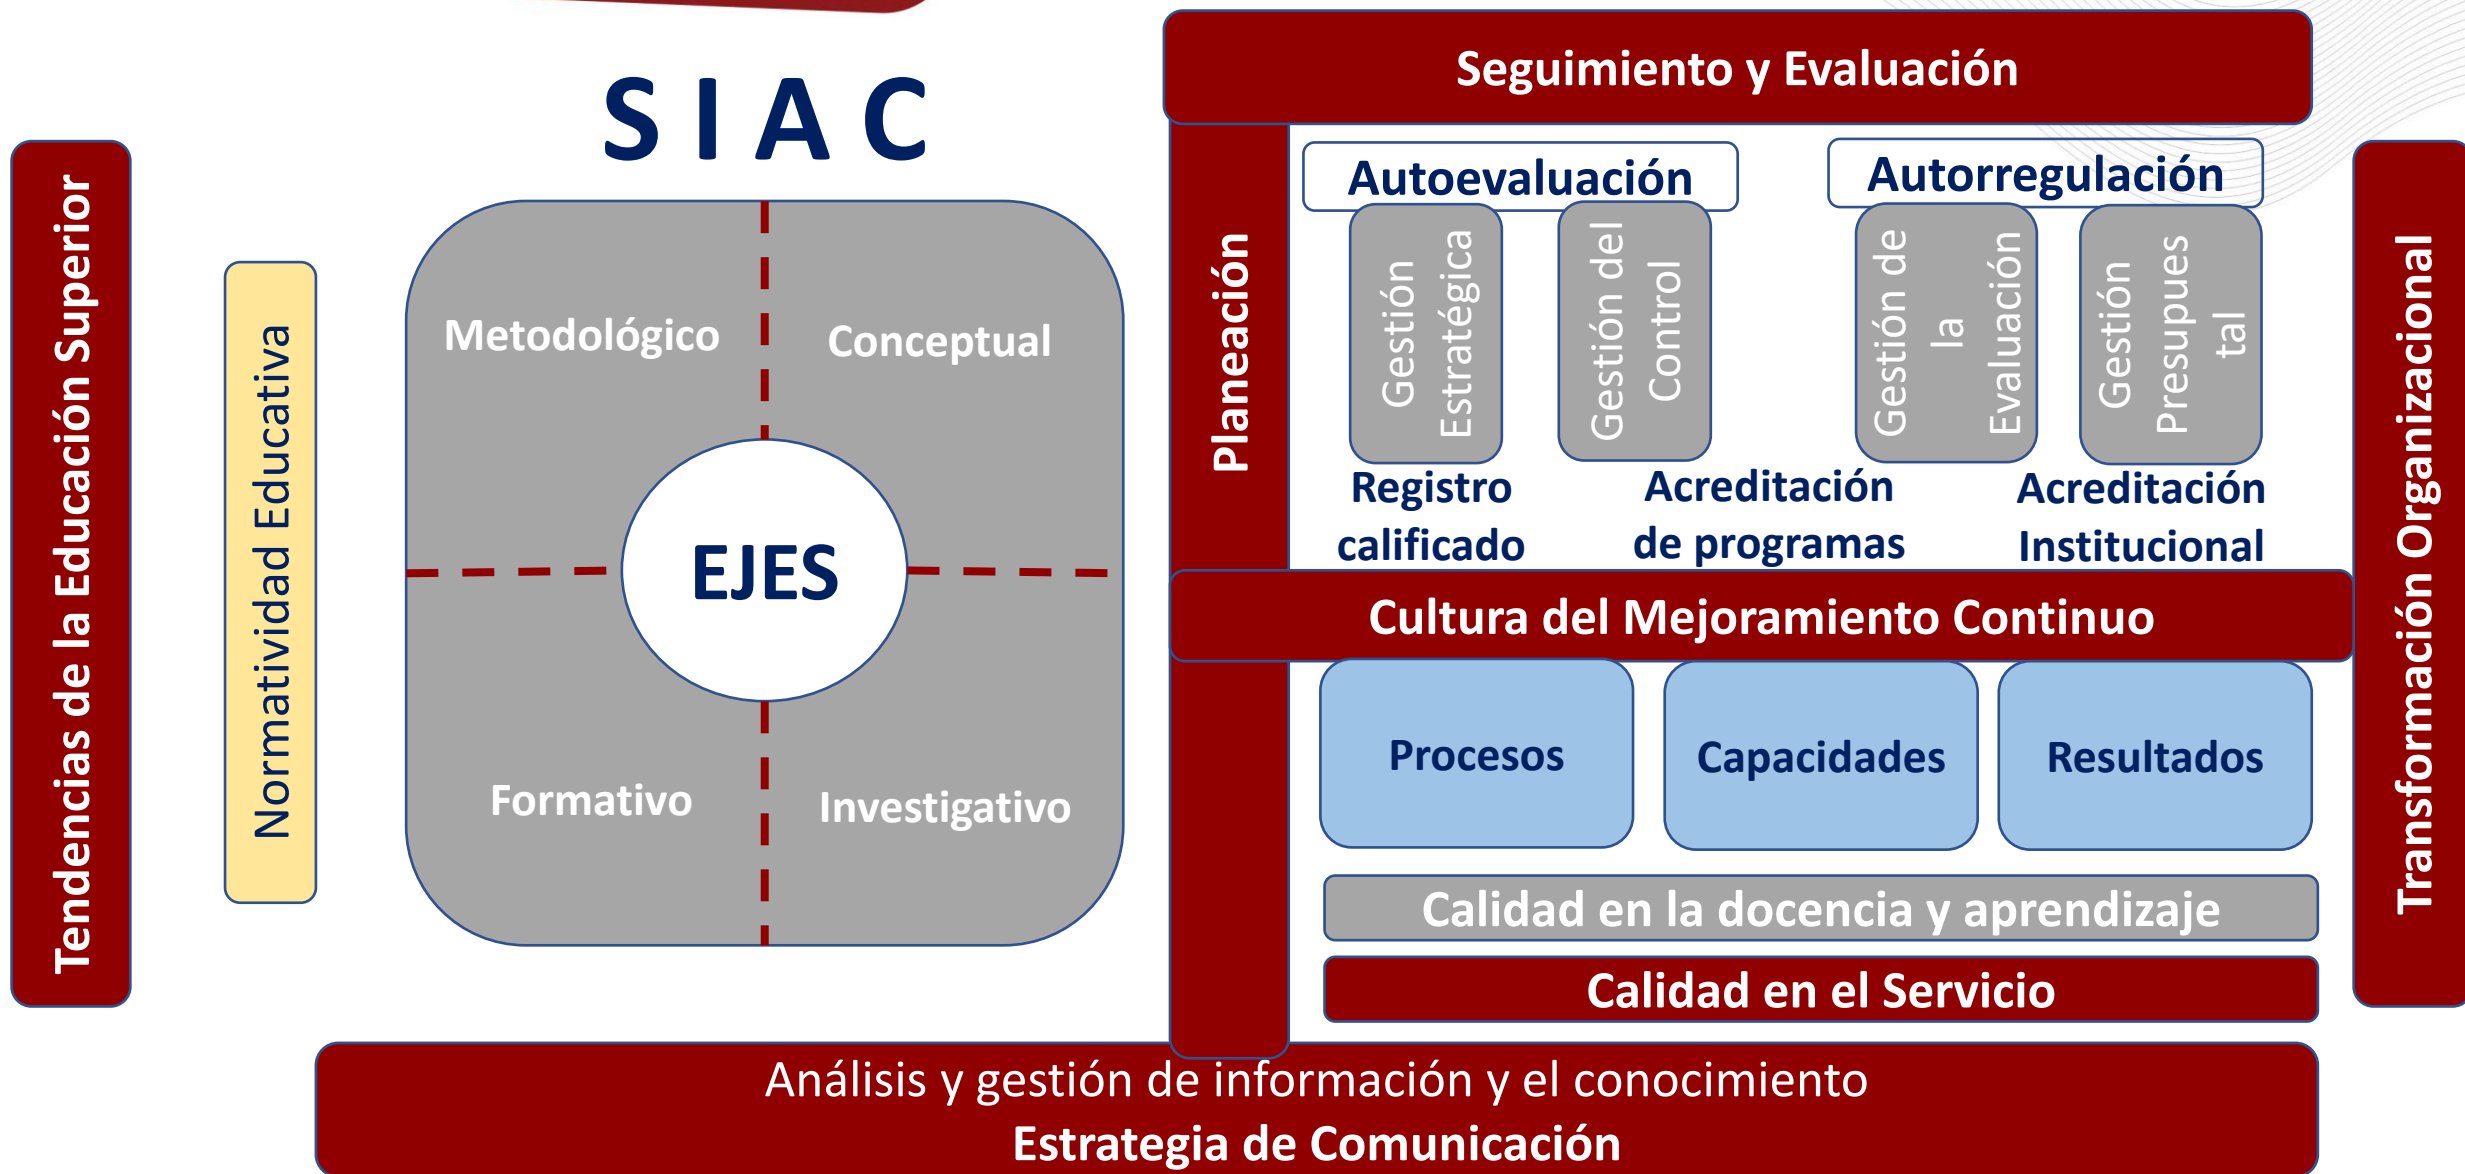 S I A C
Tendencias de la Educación Superior
Normatividad Educativa
Metodológico
Conceptual
EJES
Formativo
Investigativo
Seguimiento y Evaluación
Planeación
Autoevaluación
Autorregulación
Gestión
Estratégica
Gestión del
Control
Gestión de
la
Evaluación
Gestión
Presupues
tal
Registro
calificado
Acreditación
de programas
Acreditación
Institucional
Cultura del Mejoramiento Continuo
Procesos
Capacidades
Resultados
Calidad en la docencia y aprendizaje
Calidad en el Servicio
Transformación Organizacional
Análisis y gestión de información y el conocimiento
Estrategia de Comunicación